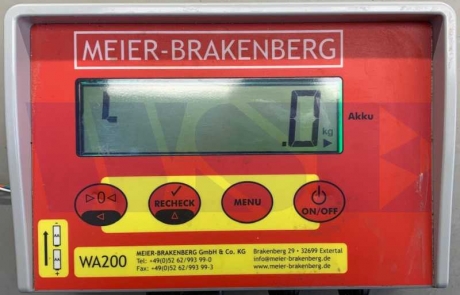 MEIER-BRAKENBERG
L .0 kg
Akku
▷0◁
RECHECK
MENU
ON/OFF
WA200
MEIER-BRAKENBERG GmbH & Co. KG
Tel: +49(0)52 62/993 99-0
Fax: +49(0)52 62/993 99-3
Brakenberg 29 • 32699 Extertal
info@meier-brakenberg.de
www.meier-brakenberg.de